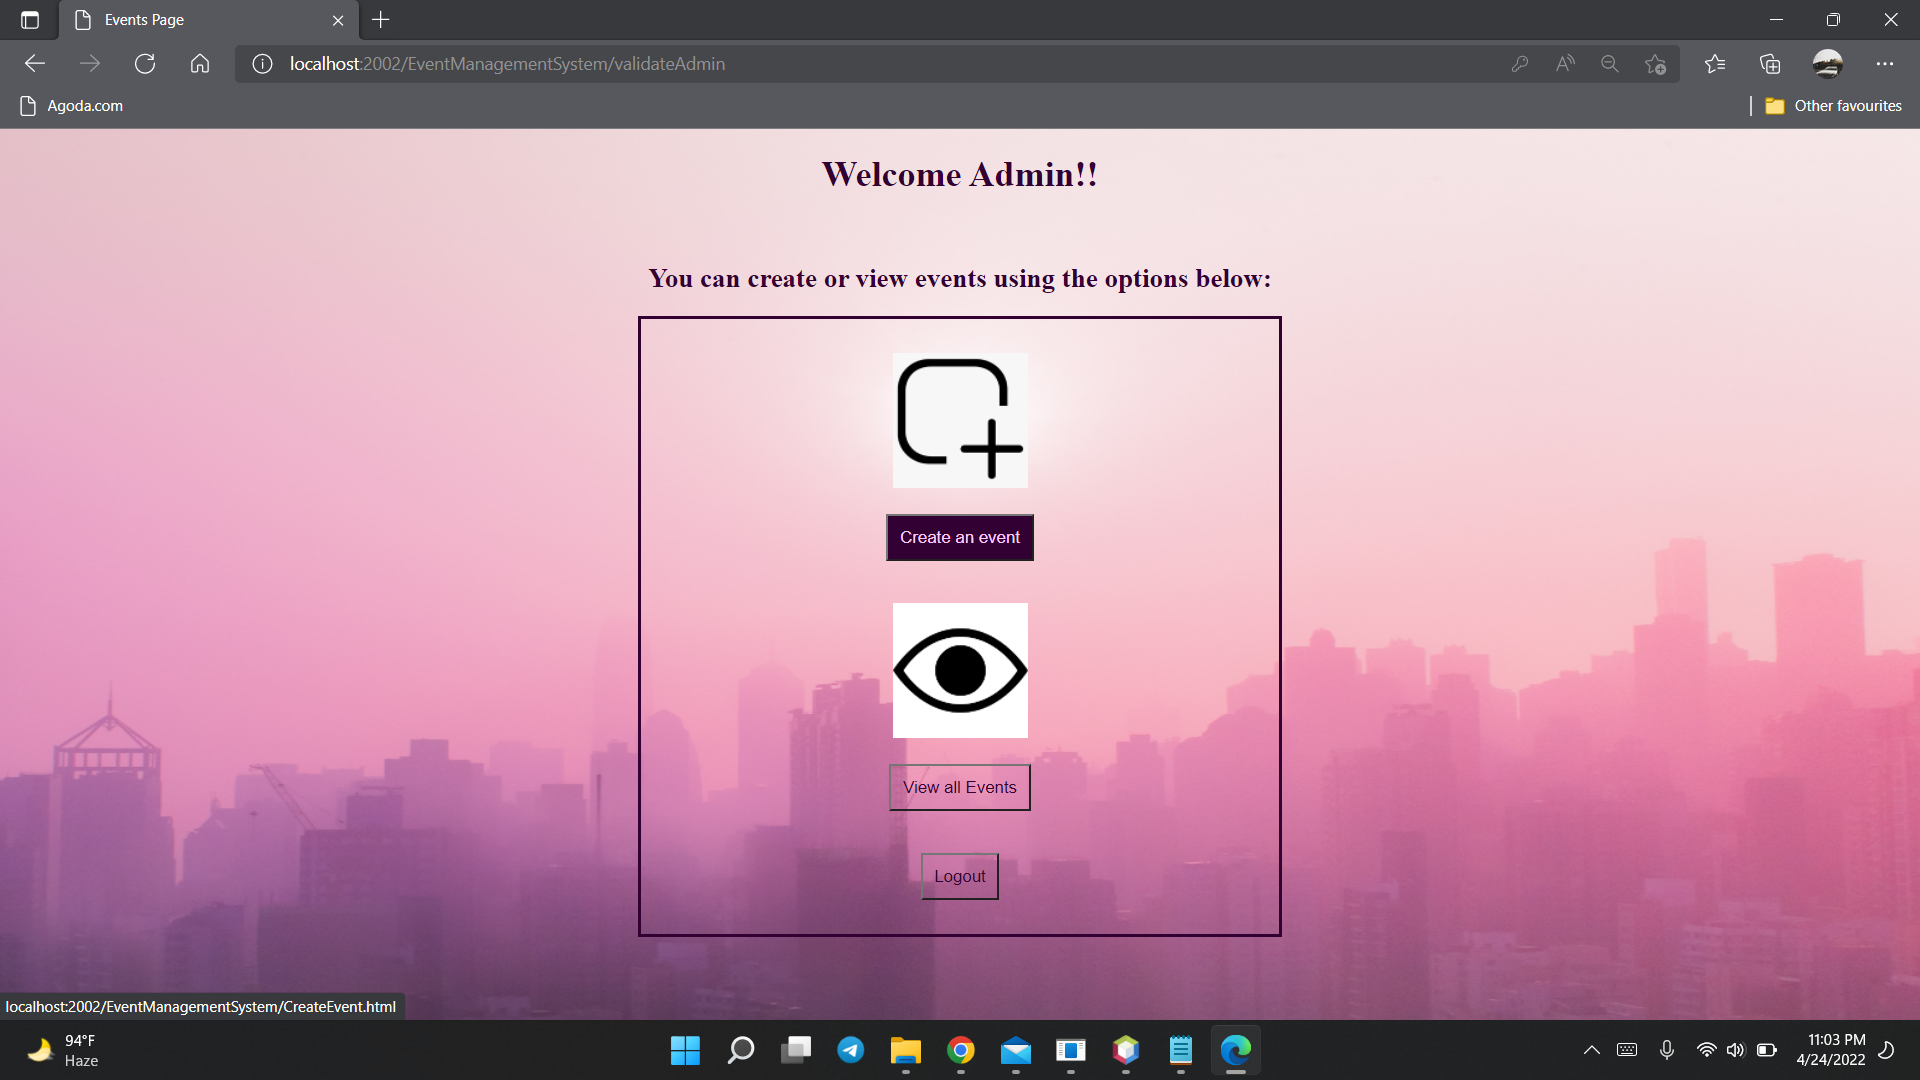 Events Page
localhost:2002/EventManagementSystem/validateAdmin
Agoda.com
Other favourites
Welcome Admin!!
You can create or view events using the options below:
Create an event
View all Events
Logout
localhost:2002/EventManagementSystem/CreateEvent.html
94°F
Haze
11:03 PM
4/24/2022